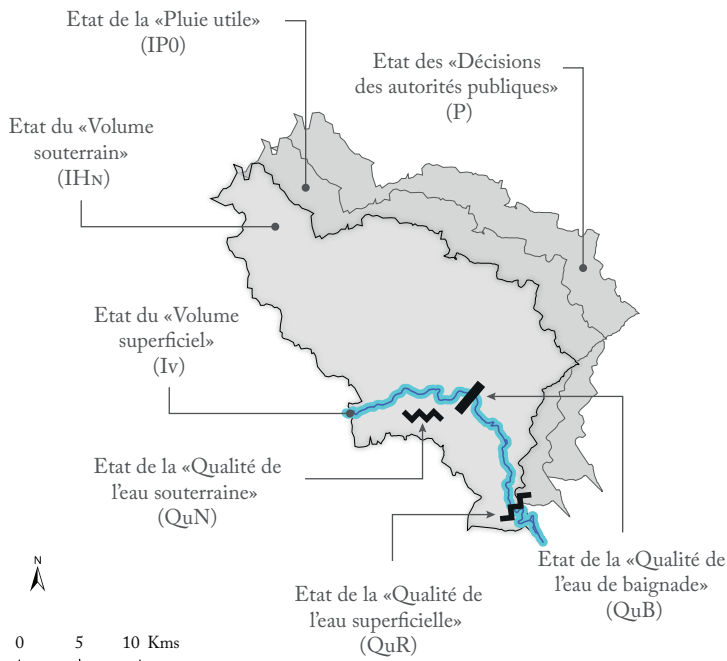 Etat de la «Pluie utile»
(IP0)
Etat des «Décisions
des autorités publiques»
(P)
Etat du «Volume
souterrain»
(IHN)
Etat du «Volume
superficiel»
(Iv)
Etat de la «Qualité de
l'eau souterraine»
(QuN)
Etat de la «Qualité de
l'eau de baignade»
(QuB)
Etat de la «Qualité de
l'eau superficielle»
(QuR)
N
0 5 10 Kms